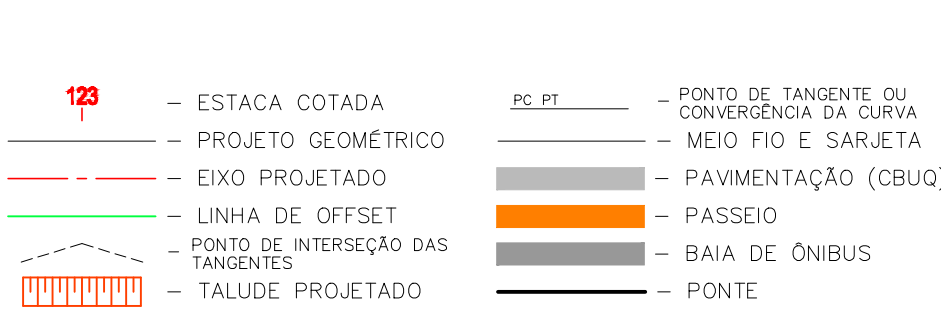 123 – ESTACA COTADA
– PROJETO GEOMÉTRICO
– EIXO PROJETADO
– LINHA DE OFFSET
– PONTO DE INTERSEÇÃO DAS
TANGENTES
– TALUDE PROJETADO
PC PT – PONTO DE TANGENTE OU
CONVERGÊNCIA DA CURVA
– MEIO FIO E SARJETA
– PAVIMENTAÇÃO (CBUQ)
– PASSEIO
– BAIA DE ÔNIBUS
– PONTE